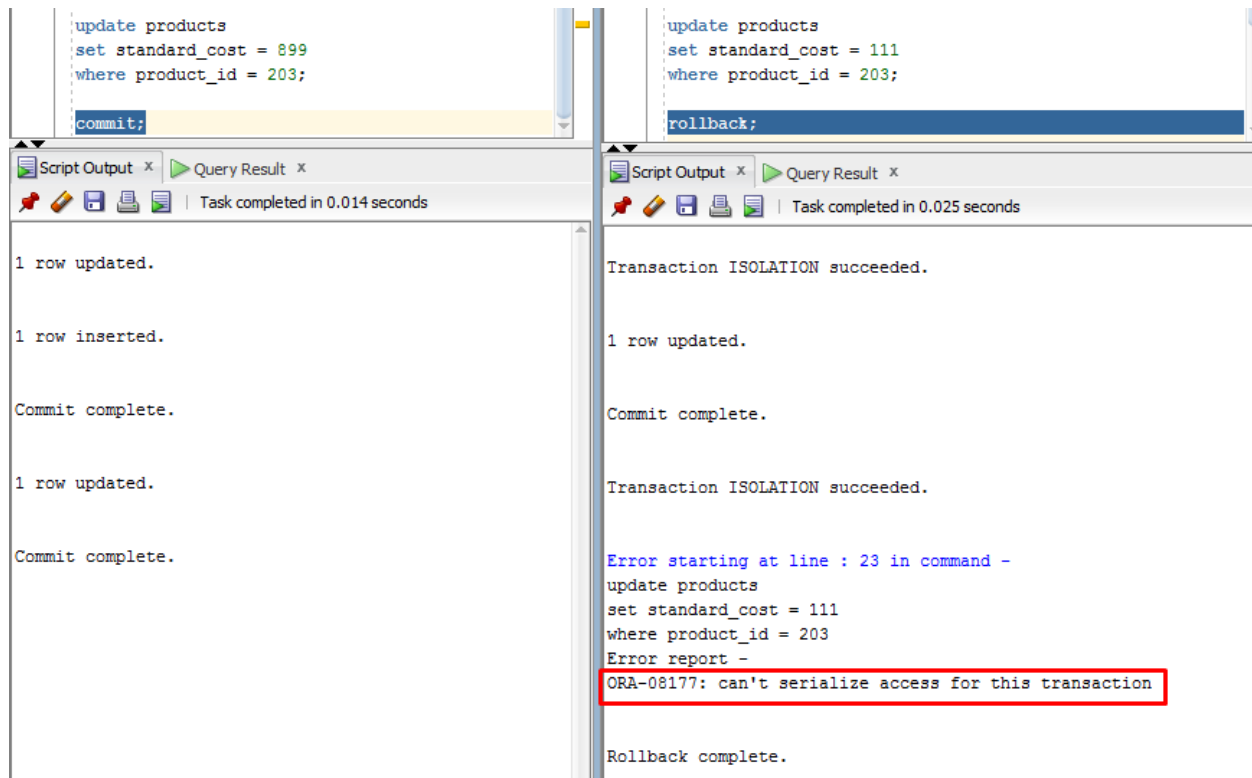 update products
set standard_cost = 899
where product_id = 203;
commit;
Script Output x Query Result x
Task completed in 0.014 seconds
1 row updated.
1 row inserted.
Commit complete.
1 row updated.
Commit complete.
update products
set standard_cost = 111
where product_id = 203;
rollback;
Script Output x Query Result x
Task completed in 0.025 seconds
Transaction ISOLATION succeeded.
1 row updated.
Commit complete.
Transaction ISOLATION succeeded.
Error starting at line : 23 in command -
update products
set standard_cost = 111
where product_id = 203
Error report -
ORA-08177: can't serialize access for this transaction
Rollback complete.